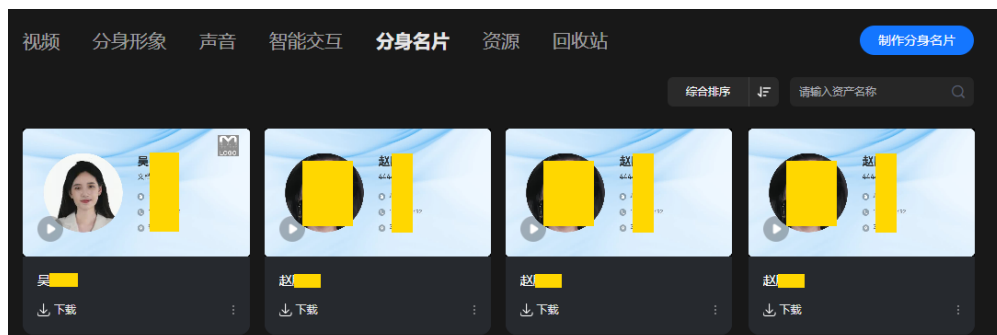 视频 分身形象 声音 智能交互 分身名片 资源 回收站 制作分身名片
综合排序 请输入资产名称
LOGO
吴 赵 赵 赵
吴 赵 赵 赵
下载 下载 下载 下载